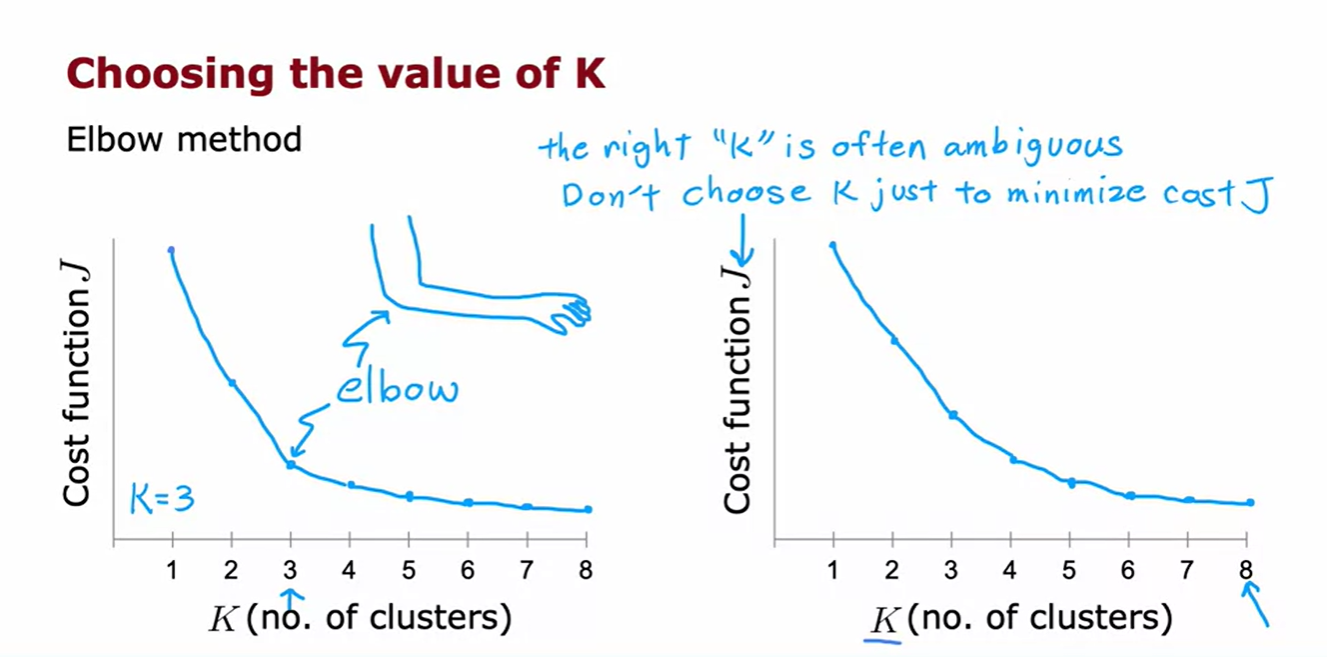 Choosing the value of K
Elbow method
the right "K" is often ambiguous
Don't choose K just to minimize cost J
Cost function J
elbow
K=3
1 2 3 4 5 6 7 8
K (no. of clusters)
Cost function J
1 2 3 4 5 6 7 8
K (no. of clusters)